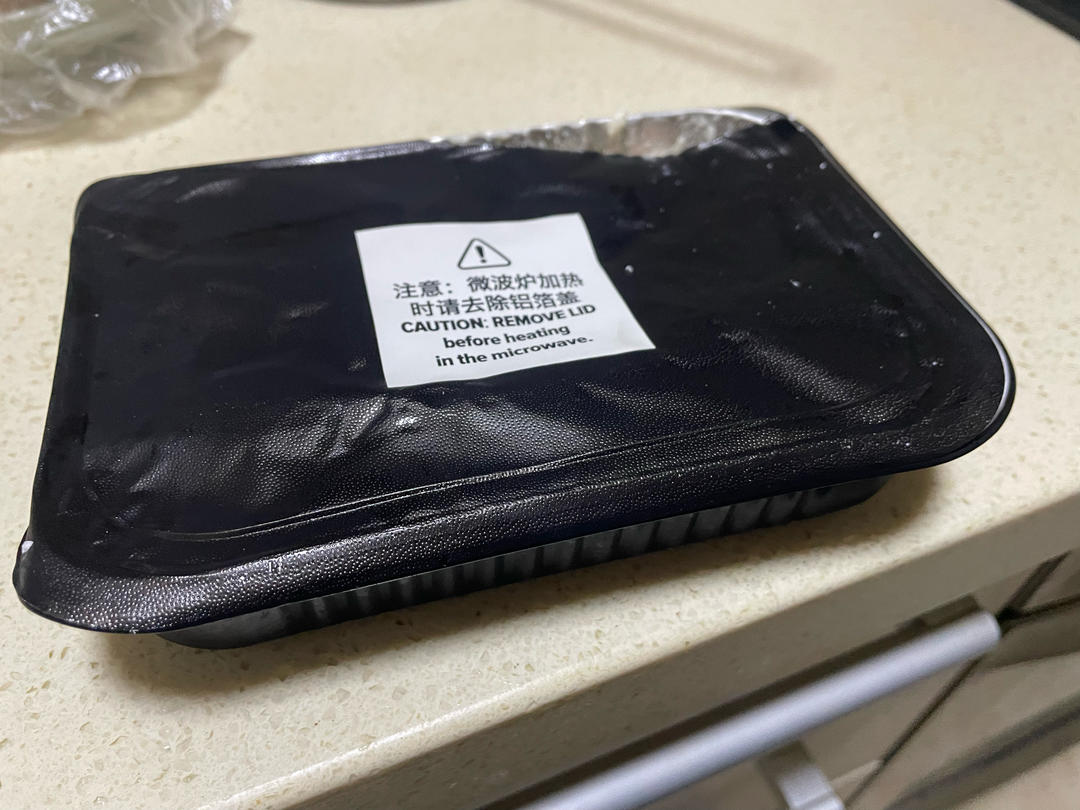 注意：微波炉加热
时请去除铝箔盖
CAUTION: REMOVE LID
before heating
in the microwave.